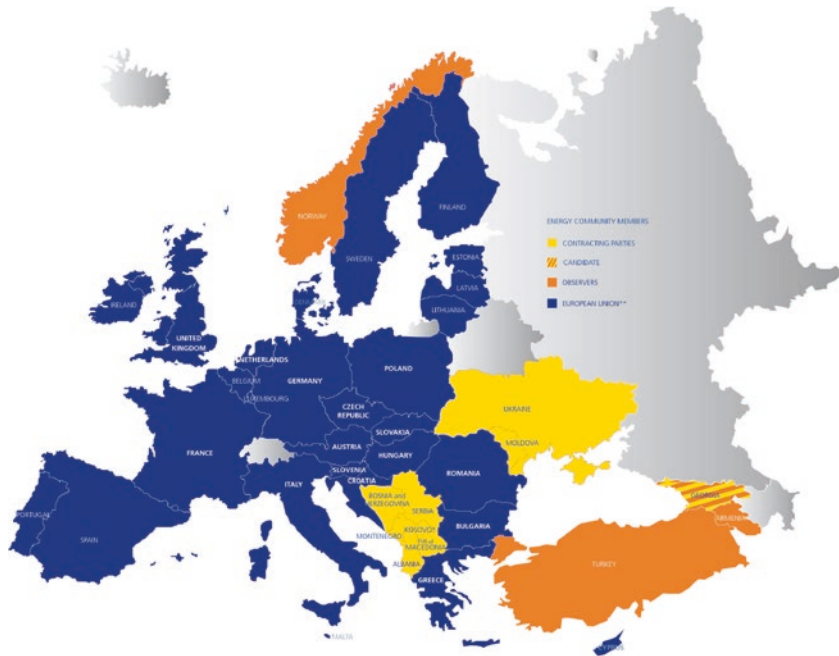 NORWAY
FINLAND
SWEDEN
ENERGY COMMUNITY MEMBERS
CONTRACTING PARTIES
CANDIDATE
OBSERVERS
EUROPEAN UNION**
ESTONIA
LATVIA
LITHUANIA
IRELAND
UNITED
KINGDOM
NETHERLANDS
BELGIUM
LUXEMBOURG
GERMANY
POLAND
CZECH
REPUBLIC
SLOVAKIA
UKRAINE
MOLDOVA
FRANCE
AUSTRIA
HUNGARY
SLOVENIA
CROATIA
ROMANIA
ITALY
BOSNIA and
HERZEGOVINA
SERBIA
PORTUGAL
SPAIN
MONTENEGRO
MACEDONIA
ALBANIA
BULGARIA
GREECE
GEORGIA
ARMENIA
TURKEY
MALTA
CYPRUS